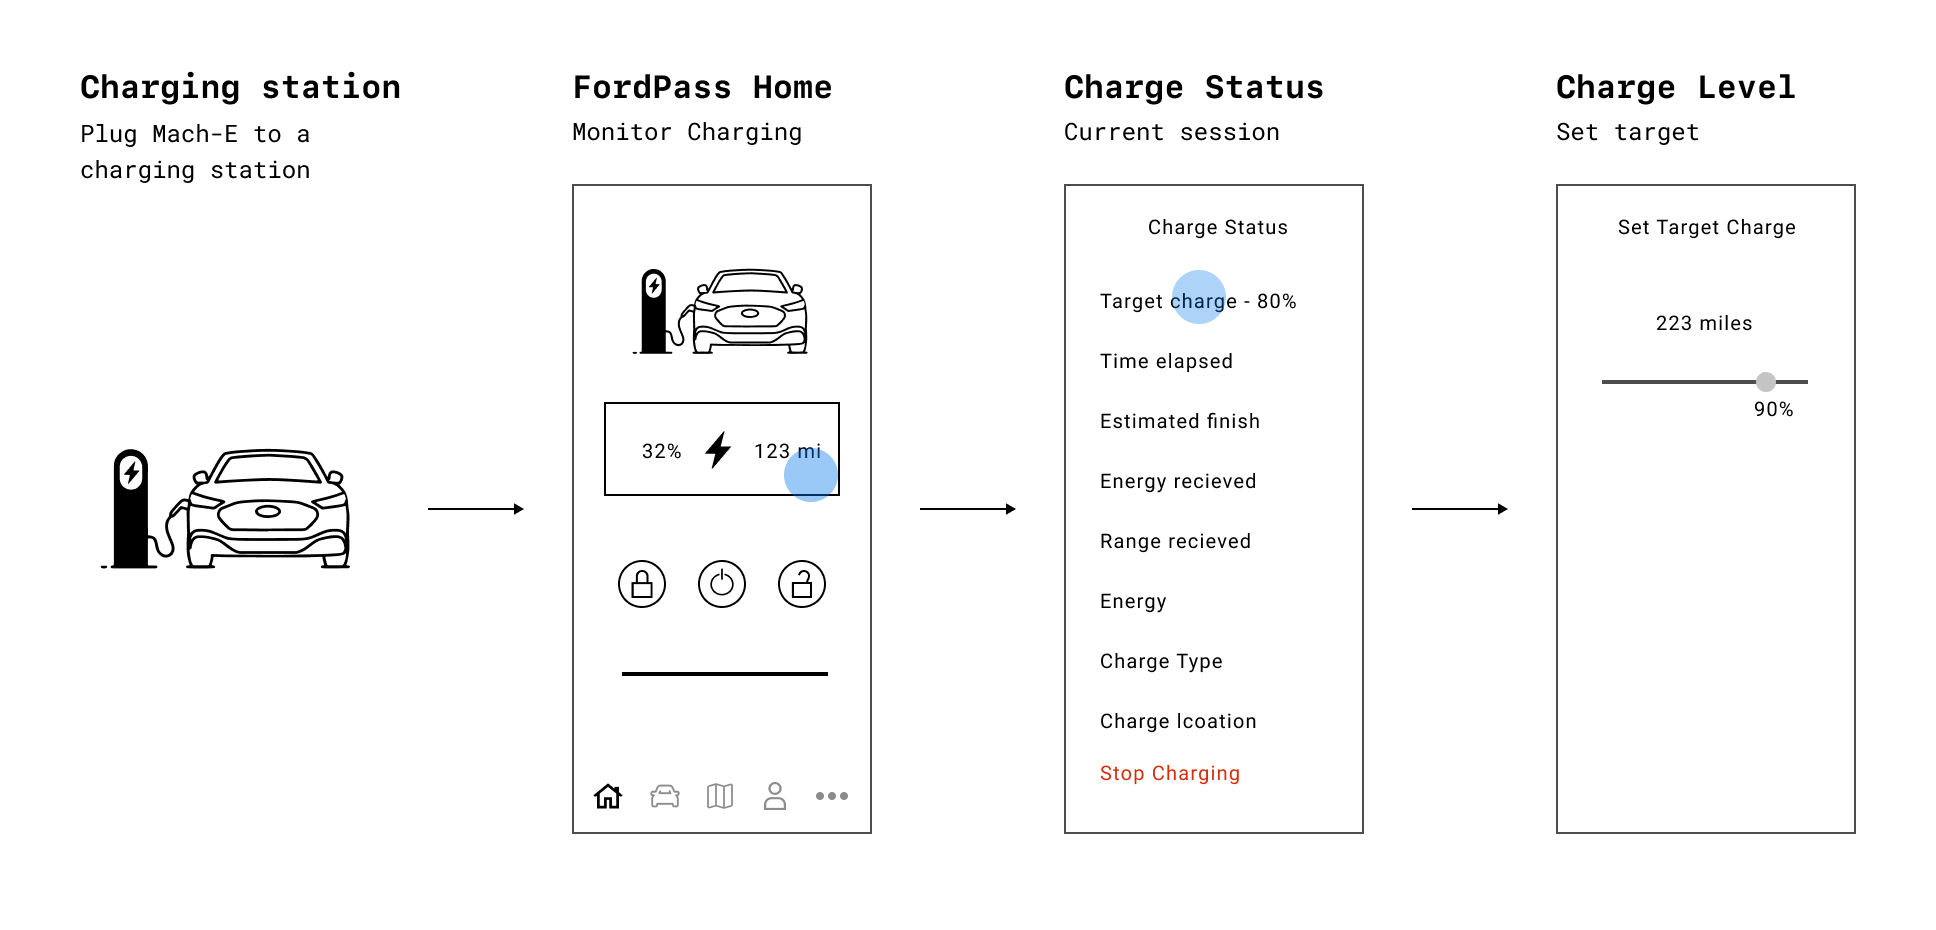 Charging station
Plug Mach-E to a
charging station
FordPass Home
Monitor Charging
32%
123 mi
Charge Status
Current session
Charge Status
Target charge - 80%
Time elapsed
Estimated finish
Energy recieved
Range recieved
Energy
Charge Type
Charge lcoation
Stop Charging
Charge Level
Set target
Set Target Charge
223 miles
90%